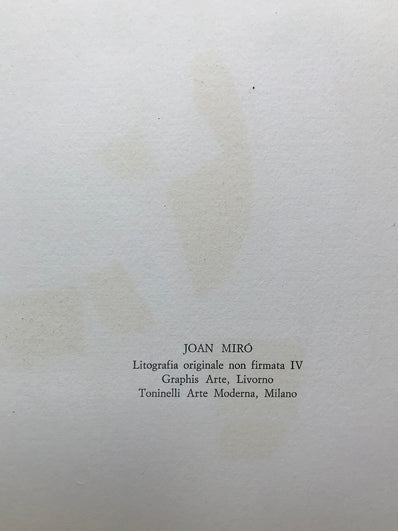 JOAN MIRÓ
Litografia originale non firmata IV
Graphis Arte, Livorno
Toninelli Arte Moderna, Milano